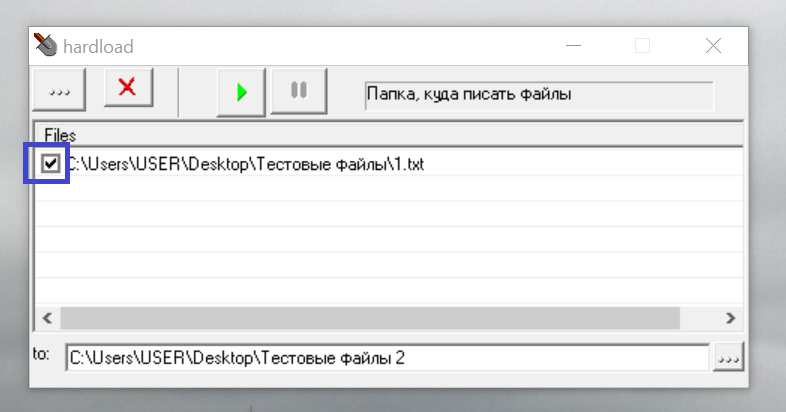 hardload
...
Папка, куда писать файлы
Files
C:\Users\USER\Desktop\Тестовые файлы\1.txt
to:
C:\Users\USER\Desktop\Тестовые файлы 2
...